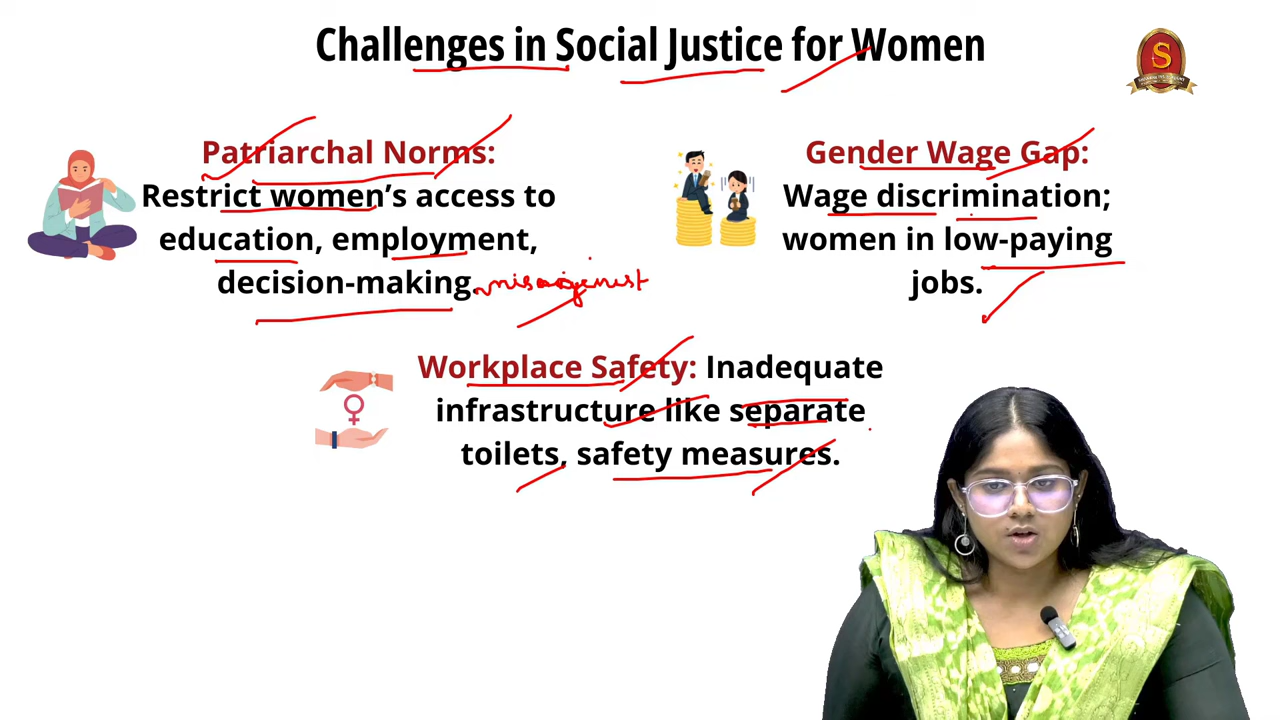 Challenges in Social Justice for Women
S
Patriarchal Norms:
Restrict women's access to
education, employment,
decision-making.
Gender Wage Gap:
Wage discrimination;
women in low-paying
jobs.
Workplace Safety: Inadequate
infrastructure like separate
toilets, safety measures.